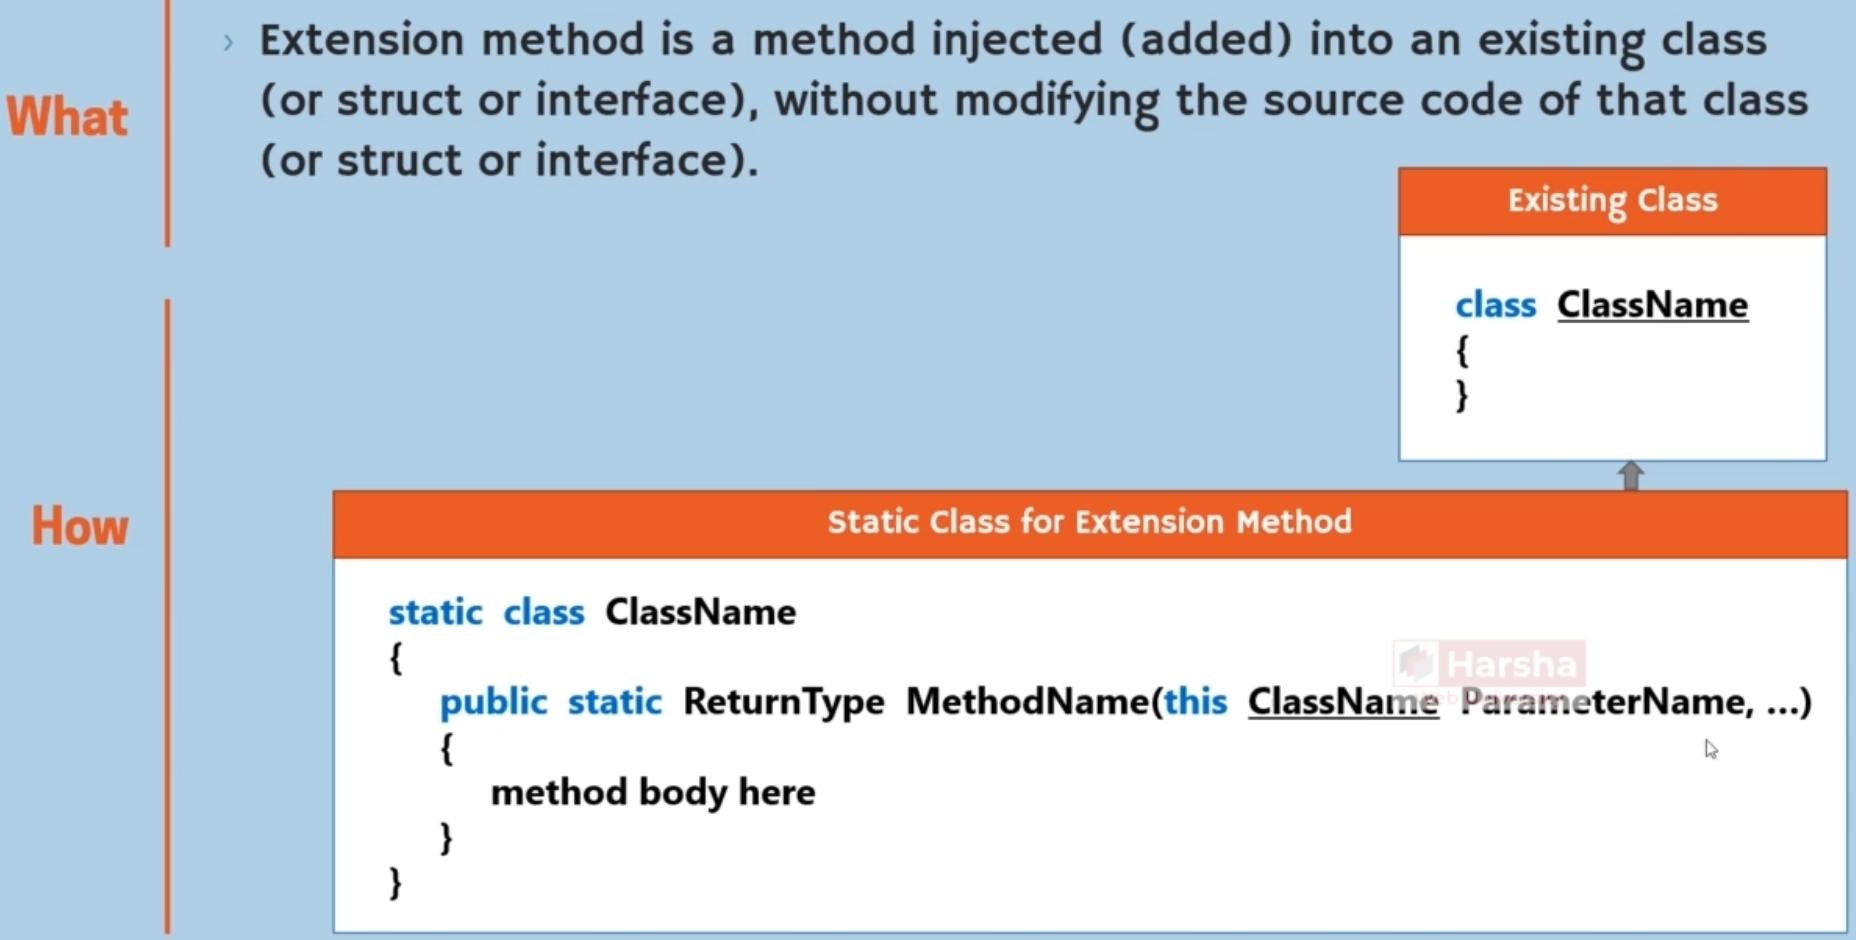 What
› Extension method is a method injected (added) into an existing class
(or struct or interface), without modifying the source code of that class
(or struct or interface).
Existing Class
class ClassName
{
}
How
Static Class for Extension Method
static class ClassName
{
public static ReturnType MethodName(this ClassName ParameterName, ...)
{
method body here
}
}
Harsha